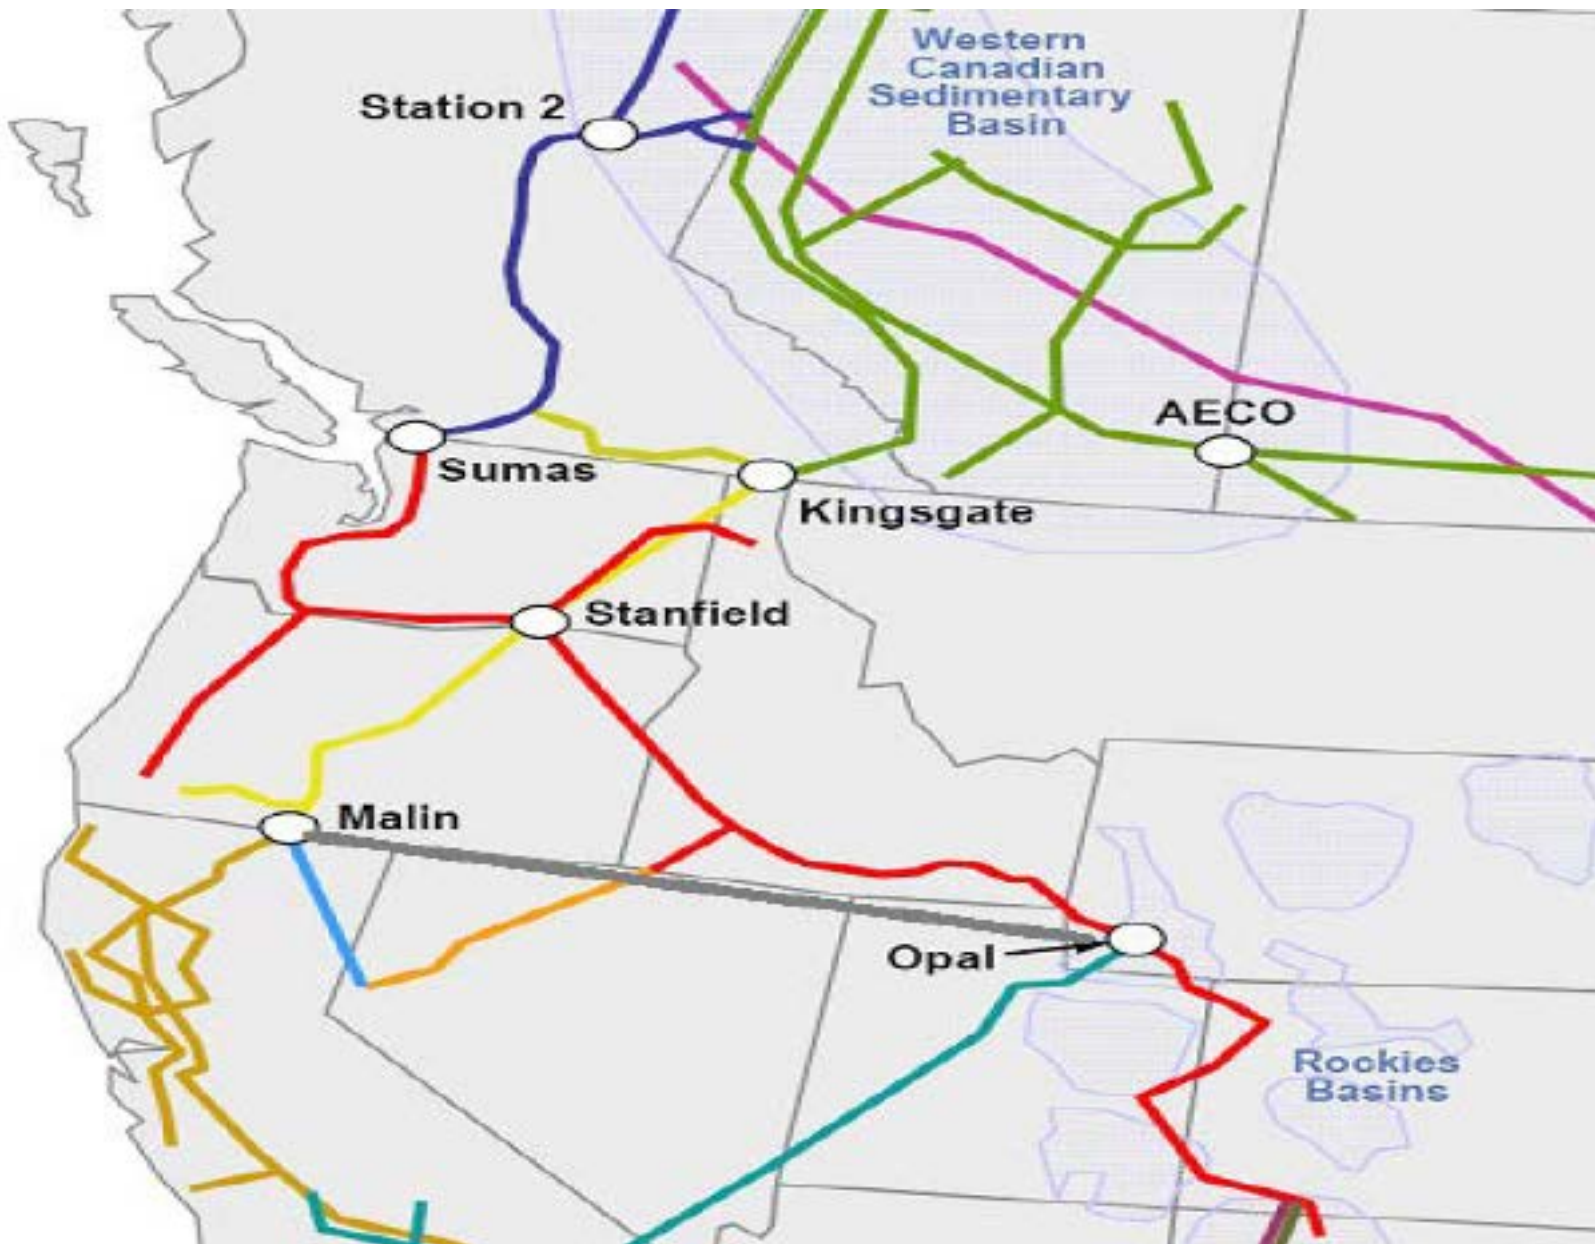 Western
Canadian
Sedimentary
Basin
Station 2
AECO
Sumas
Kingsgate
Stanfield
Malin
Opal
Rockies
Basins